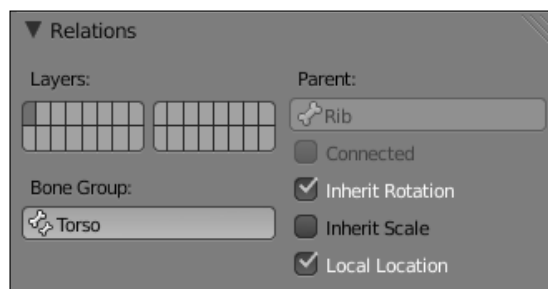 Relations
Layers:
Parent:
Rib
Connected
Bone Group:
Inherit Rotation
Torso
Inherit Scale
Local Location